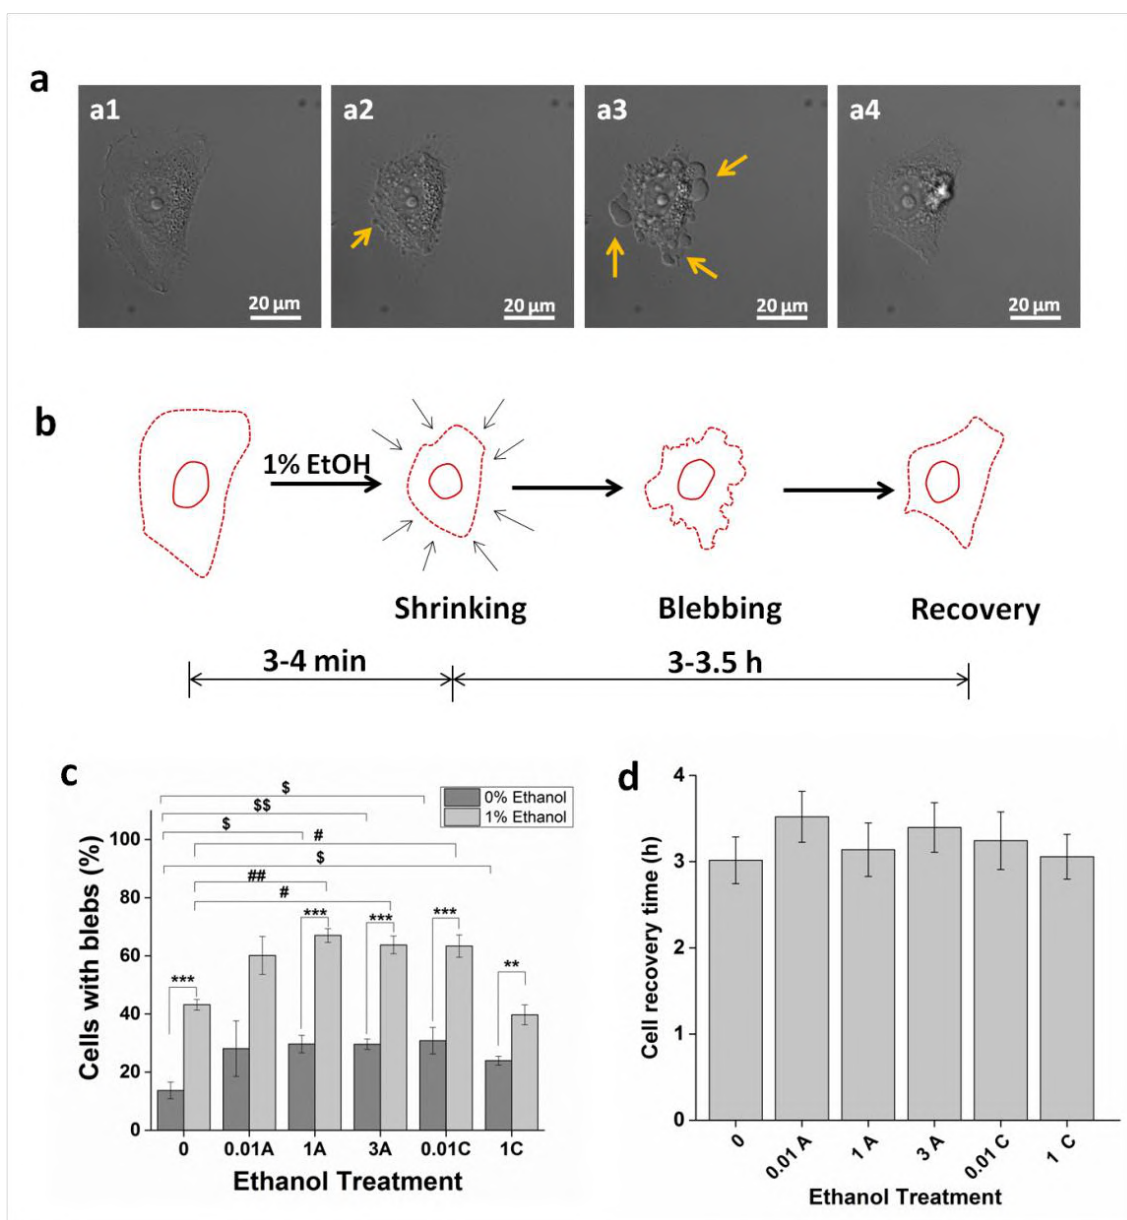 a
a1 a2 a3 a4
20 µm 20 µm 20 µm 20 µm
b
1% EtOH
Shrinking Blebbing Recovery
3-4 min 3-3.5 h
c
0% Ethanol
1% Ethanol
$
$$
$
#
$
##
#
***
***
***
***
**
Cells with blebs (%)
100
80
60
40
20
0
0 0.01A 1A 3A 0.01C 1C
Ethanol Treatment
d
Cell recovery time (h)
4
3
2
1
0
0 0.01 A 1 A 3 A 0.01 C 1 C
Ethanol Treatment